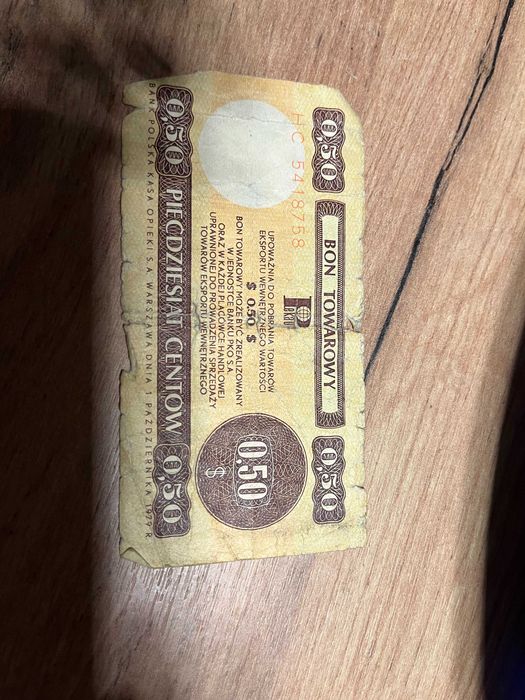 0,50 BON TOWAROWY 0,50
HC 5418758
PEKAO
UPOWAŻNIA DO POBRANIA TOWARÓW
EKSPORTU WEWNĘTRZNEGO WARTOŚCI
$ 0,50 $
BON TOWAROWY MOŻE BYĆ ZREALIZOWANY
W JEDNOSTCE BANKU PKO S.A.
ORAZ W KAŻDEJ PLACÓWCE HANDLOWEJ
UPRAWNIONEJ DO PROWADZENIA SPRZEDAŻY
TOWARÓW EKSPORTU WEWNĘTRZNEGO
0,50
$
0,50 PIĘĆDZIESIĄT CENTÓW 0,50
BANK POLSKA KASA OPIEKI S.A. WARSZAWA DNIA 1 PAŹDZIERNIKA 1979 R.